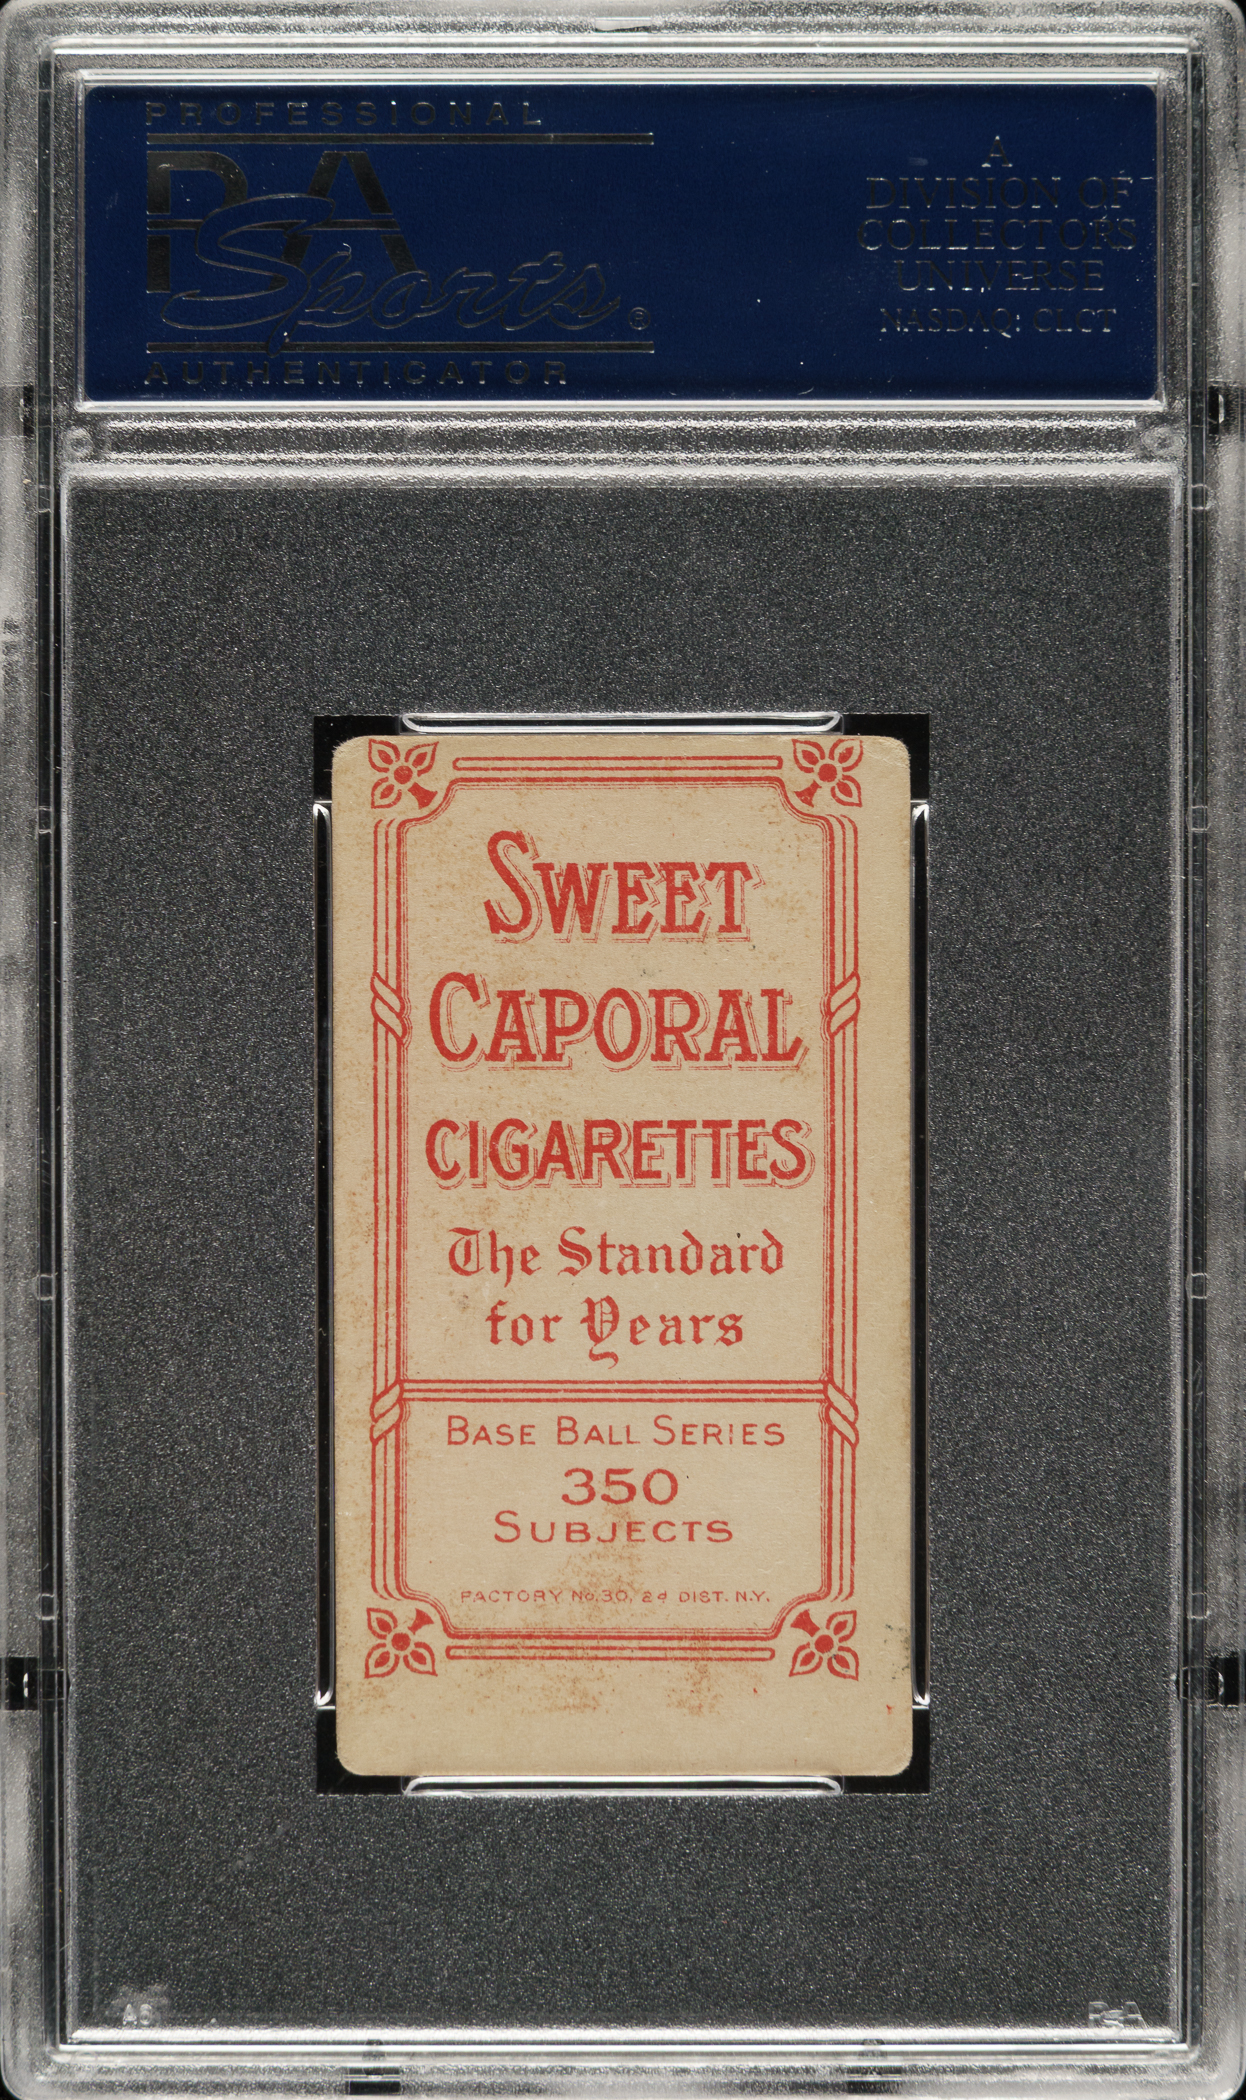 PROFESSIONAL
PSA
Sports®
AUTHENTICATOR
A
DIVISION OF
COLLECTORS
UNIVERSE
NASDAQ: CLCT
SWEET
CAPORAL
CIGARETTES
The Standard
for Years
BASE BALL SERIES
350
SUBJECTS
FACTORY No. 30, 2d DIST. N.Y.
PSA